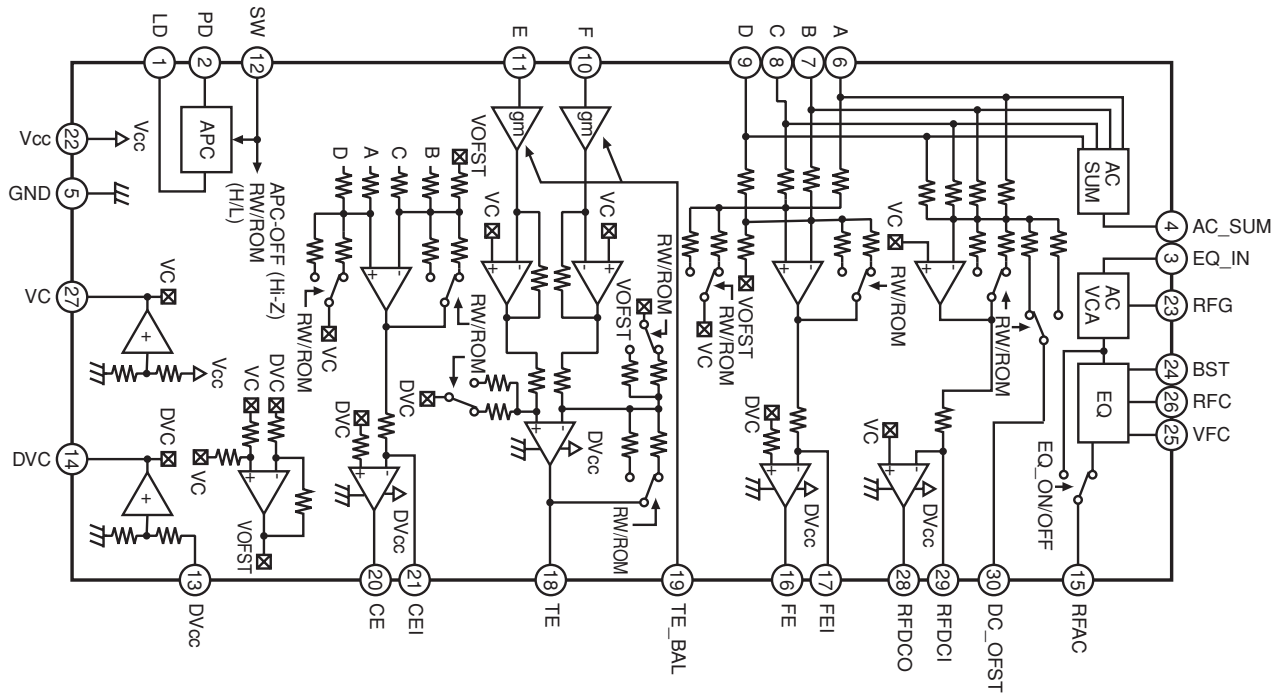 LD
PD
SW
E
F
D
C
B
A
1
2
12
11
10
9
8
7
6
Vcc
22
Vcc
APC
APC-OFF (Hi-Z)
RW/ROM
(H/L)
GND
5
gm
gm
AC
SUM
4
AC_SUM
D
A
C
B
VOFST
VC
VC
VC
3
EQ_IN
AC
VCA
23
RFG
VC
27
VC
+
Vcc
+
-
RW/ROM
VC
RW/ROM
+
-
-
+
RW/ROM
VOFST
+
-
VOFST
RW/ROM
VC
RW/ROM
+
-
RW/ROM
24
BST
EQ
26
RFC
25
VFC
DVC
14
DVC
+
DVC
VC
VC
+
-
VOFST
DVC
+
-
DVcc
DVC
+
-
DVcc
RW/ROM
DVC
+
-
DVcc
VC
+
-
DVcc
EQ_ON/OFF
13
20
21
18
19
16
17
28
29
30
15
DVcc
CE
CEI
TE
TE_BAL
FE
FEI
RFDCO
RFDCI
DC_OFST
RFAC